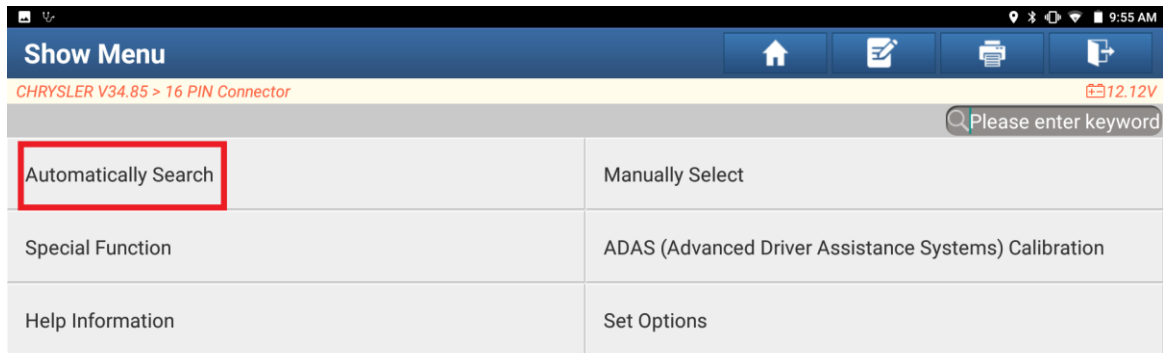 9:55 AM
Show Menu
CHRYSLER V34.85 > 16 PIN Connector
12.12V
Please enter keyword
Automatically Search
Manually Select
Special Function
ADAS (Advanced Driver Assistance Systems) Calibration
Help Information
Set Options